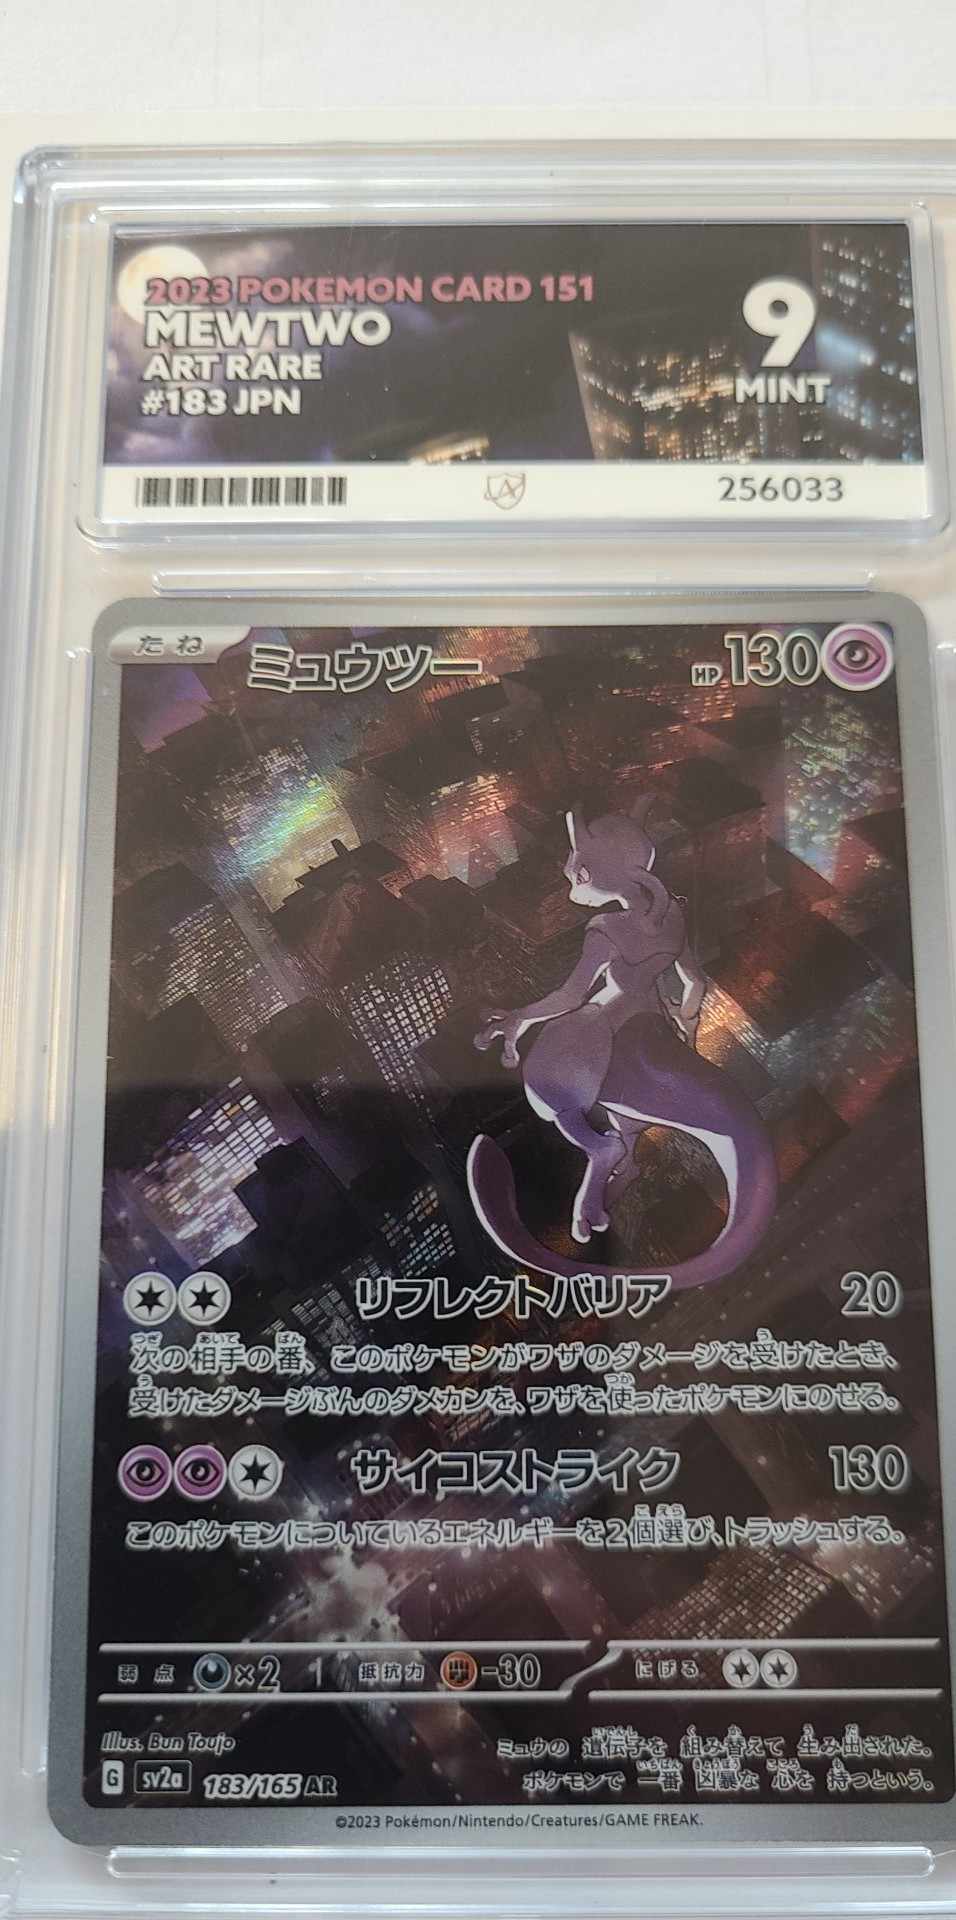 2023 POKEMON CARD 151
MEWTWO
ART RARE
#183 JPN
9
MINT
256033
たね ミュウツー HP130
リフレクトバリア 20
次の相手の番、このポケモンがワザのダメージを受けたとき、
受けたダメージぶんのダメカンを、ワザを使ったポケモンにのせる。
サイコストライク 130
このポケモンについているエネルギーを2個選び、トラッシュする。
弱点 ×2 抵抗力 -30 にげる
Illus. Bun Toujo
G sv2a 183/165 AR
ミュウの 遺伝子を 組み替えて 生み出された。
ポケモンで 一番 凶暴な 心を 持つという。
©2023 Pokémon/Nintendo/Creatures/GAME FREAK.